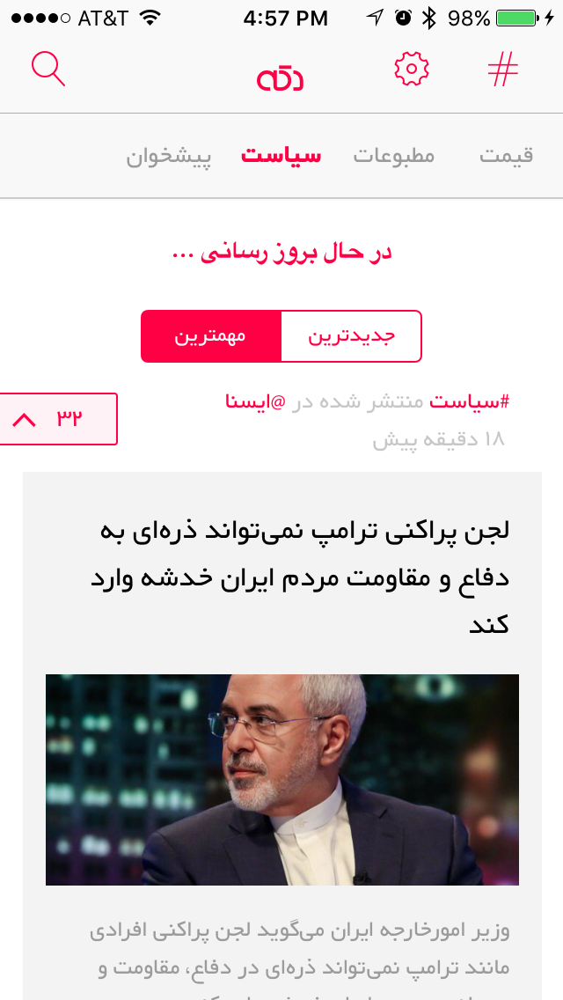 AT&T 4:57 PM 98%
دکه
#
قیمت مطبوعات سیاست پیشخوان
در حال بروز رسانی ...
جدیدترین مهمترین
#سیاست منتشر شده در @ایسنا
۱۸ دقیقه پیش
۳۲
لجن پراکنی ترامپ نمی‌تواند ذره‌ای به
دفاع و مقاومت مردم ایران خدشه وارد
کند
وزیر امورخارجه ایران می‌گوید لجن پراکنی افرادی
مانند ترامپ نمی‌تواند ذره‌ای در دفاع، مقاومت و